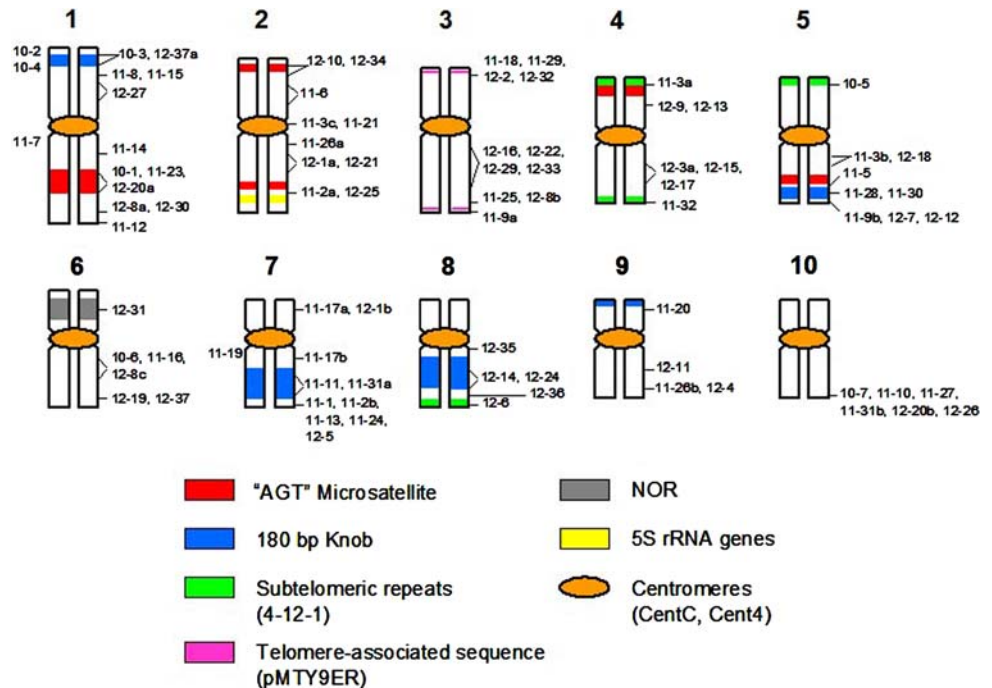 1
10-2
10-4
10-3, 12-37a
11-8, 11-15
12-27
11-7
11-14
10-1, 11-23,
12-20a
12-8a, 12-30
11-12
2
12-10, 12-34
11-6
11-3c, 11-21
11-26a
12-1a, 12-21
11-2a, 12-25
3
11-18, 11-29,
12-2, 12-32
12-16, 12-22,
12-29, 12-33
11-25, 12-8b
11-9a
4
11-3a
12-9, 12-13
12-3a, 12-15,
12-17
11-32
5
10-5
11-3b, 12-18
11-5
11-28, 11-30
11-9b, 12-7, 12-12
6
12-31
10-6, 11-16,
12-8c
12-19, 12-37
7
11-17a, 12-1b
11-19
11-17b
11-11, 11-31a
11-1, 11-2b,
11-13, 11-24,
12-5
8
12-35
12-14, 12-24
12-36
12-6
9
11-20
12-11
11-26b, 12-4
10
10-7, 11-10, 11-27,
11-31b, 12-20b, 12-26
"AGT" Microsatellite
180 bp Knob
Subtelomeric repeats
(4-12-1)
Telomere-associated sequence
(pMTY9ER)
NOR
5S rRNA genes
Centromeres
(CentC, Cent4)